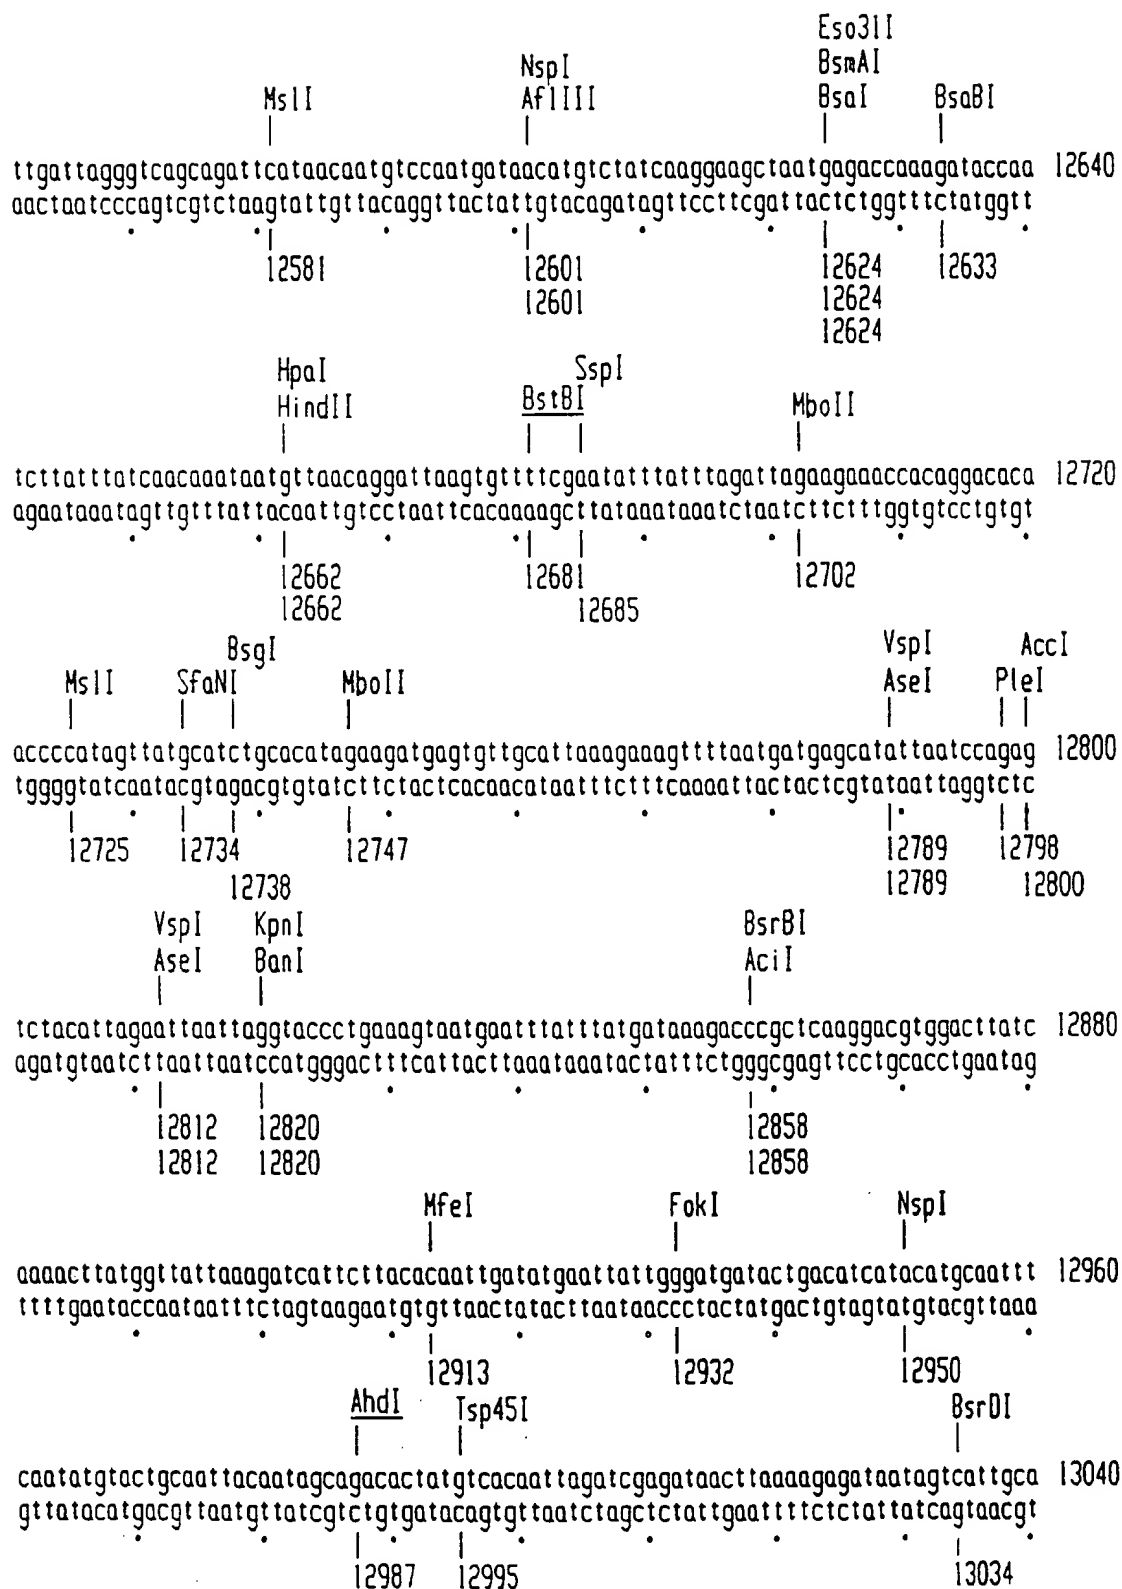 Eso31I
NspI BsmAI
MslI AflIII BsaI BsaBI
ttgattagggtcagcagattcataacaatgtccaatgataacatgtctatcaaggaagctaatgagaccaaagataccaa 12640
aactaatcccagtcgtctaagtattgttacaggttactattgtacagatagttccttcgattactctggtttctatggtt
12581 12601 12624 12633
12601 12624
12624
HpaI SspI
HindII BstBI MboII
tcttatttatcaacaaataatgttaacaggattaagtgttttcgaatatttatttagattagaagaaaccacaggacaca 12720
agaataaatagttgtttattacaattgtcctaattcacaaaagcttataaataaatctaatcttctttggtgtcctgtgt
12662 12681 12702
12662 12685
BsgI VspI AccI
MslI SfaNI MboII AseI PleI
accccatagttatgcatctgcacatagaagatgagtgttgcattaaagaaagttttaatgatgagcatattaatccagag 12800
tggggtatcaatacgtagacgtgtatcttctactcacaacataatttctttcaaaattactactcgtataattaggtctc
12725 12734 12747 12789 12798
12738 12789 12800
VspI KpnI BsrBI
AseI BanI AciI
tctacattagaattaattaggtaccctgaaagtaatgaatttatttatgataaagacccgctcaaggacgtggacttatc 12880
agatgtaatcttaattaatccatgggactttcattacttaaataaatactatttctgggcgagttcctgcacctgaatag
12812 12820 12858
12812 12820 12858
MfeI FokI NspI
aaaacttatggttattaaagatcattcttacacaattgatatgaattattgggatgatactgacatcatacatgcaattt 12960
ttttgaataccaataatttctagtaagaatgtgttaactatacttaataaccctactatgactgtagtatgtacgttaaa
12913 12932 12950
AhdI Tsp45I BsrDI
caatatgtactgcaattacaatagcagacactatgtcacaattagatcgagataacttaaaagagataatagtcattgca 13040
gttatacatgacgttaatgttatcgtctgtgatacagtgttaatctagctctattgaattttctctattatcagtaacgt
12987 12995 13034